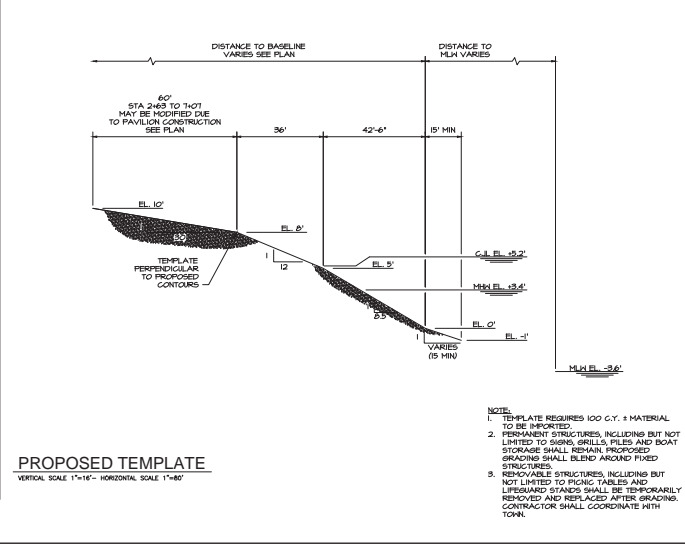 DISTANCE TO BASELINE
VARIES SEE PLAN
DISTANCE TO
MLW VARIES
60'
STA 2+63 TO 7+07
MAY BE MODIFIED DUE
TO PAVILION CONSTRUCTION
SEE PLAN
36'
42'-6"
15' MIN
EL. 10'
1
30
EL. 8'
TEMPLATE
PERPENDICULAR
TO PROPOSED
CONTOURS
1
12
EL. 5'
C.J.L. EL. +5.2'
MHW EL. +3.4'
1
8.5
EL. 0'
1
VARIES
(15 MIN)
EL. -1'
MLW EL. -3.6'
NOTE:
1. TEMPLATE REQUIRES 100 C.Y. ± MATERIAL
TO BE IMPORTED.
2. PERMANENT STRUCTURES, INCLUDING BUT NOT
LIMITED TO SIGNS, GRILLS, PILES AND BOAT
STORAGE SHALL REMAIN. PROPOSED
GRADING SHALL BLEND AROUND FIXED
STRUCTURES.
3. REMOVABLE STRUCTURES, INCLUDING BUT
NOT LIMITED TO PICNIC TABLES AND
LIFEGUARD STANDS SHALL BE TEMPORARILY
REMOVED AND REPLACED AFTER GRADING.
CONTRACTOR SHALL COORDINATE WITH
TOWN.
PROPOSED TEMPLATE
VERTICAL SCALE 1"=16'- HORIZONTAL SCALE 1"=80'